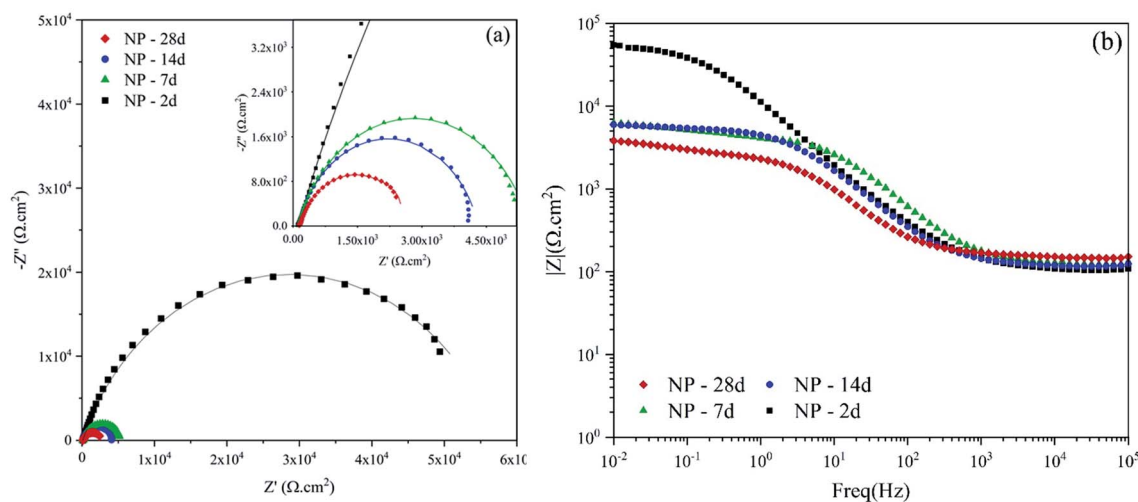 5x10⁴
4x10⁴
3x10⁴
2x10⁴
1x10⁴
0
-Z'' (Ω.cm²)
NP - 28d
NP - 14d
NP - 7d
NP - 2d
(a)
3.2x10³
2.4x10³
1.6x10³
8.0x10²
0.0
-Z'' (Ω.cm²)
0.00 1.50x10³ 3.00x10³ 4.50x10³
Z' (Ω.cm²)
0 1x10⁴ 2x10⁴ 3x10⁴ 4x10⁴ 5x10⁴
Z' (Ω.cm²)
(b)
10⁵
10⁴
10³
10²
10¹
10⁰
|Z|(Ω.cm²)
NP - 28d NP - 14d
NP - 7d NP - 2d
10⁻² 10⁻¹ 10⁰ 10¹ 10² 10³ 10⁴ 10⁵
Freq(Hz)